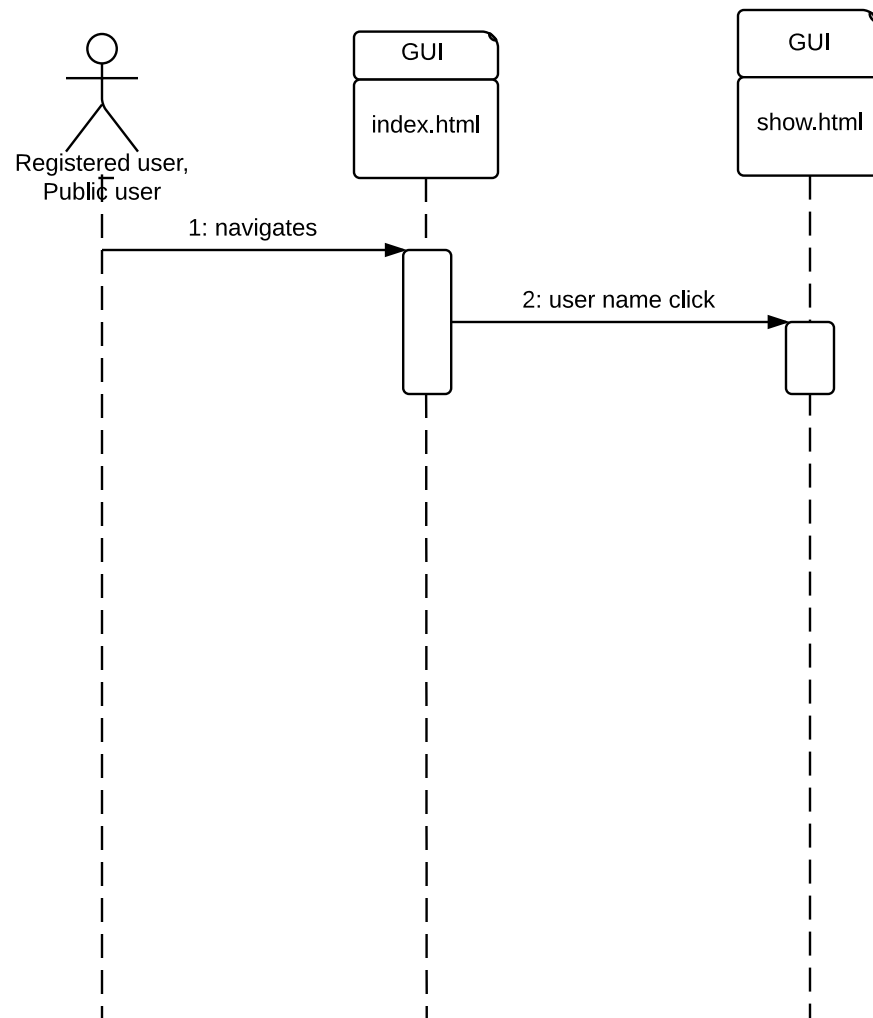 GUI
GUI
index.html
show.html
Registered user,
Public user
1: navigates
2: user name click